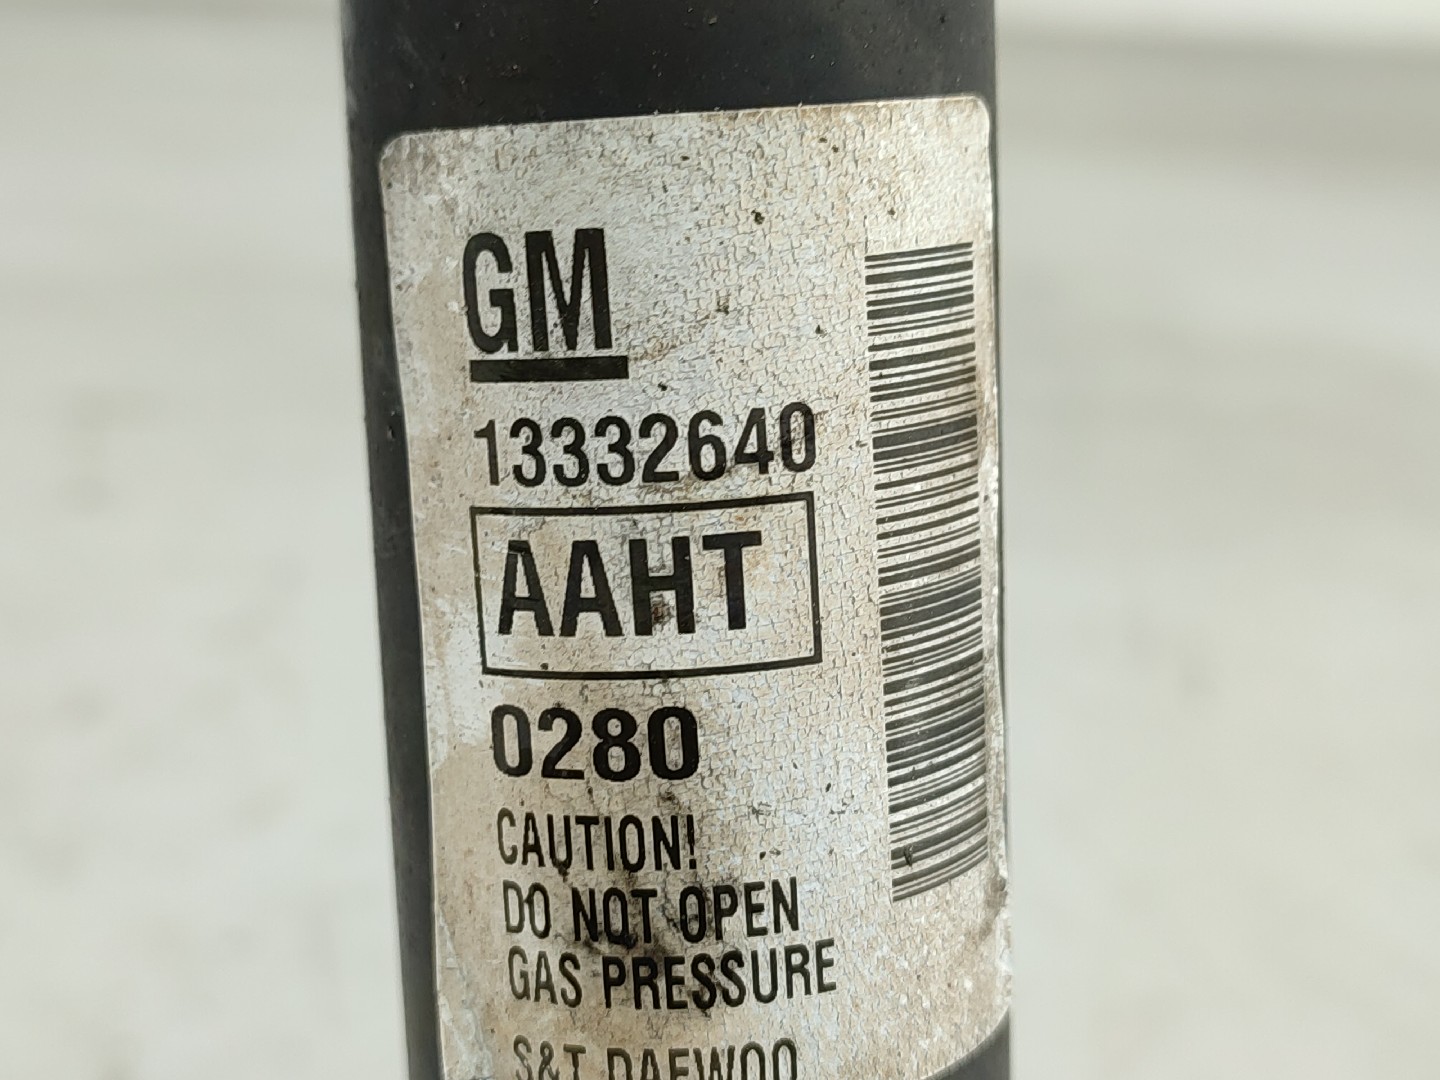 GM
13332640
AAHT
0280
CAUTION!
DO NOT OPEN
GAS PRESSURE
S&T DAEWOO